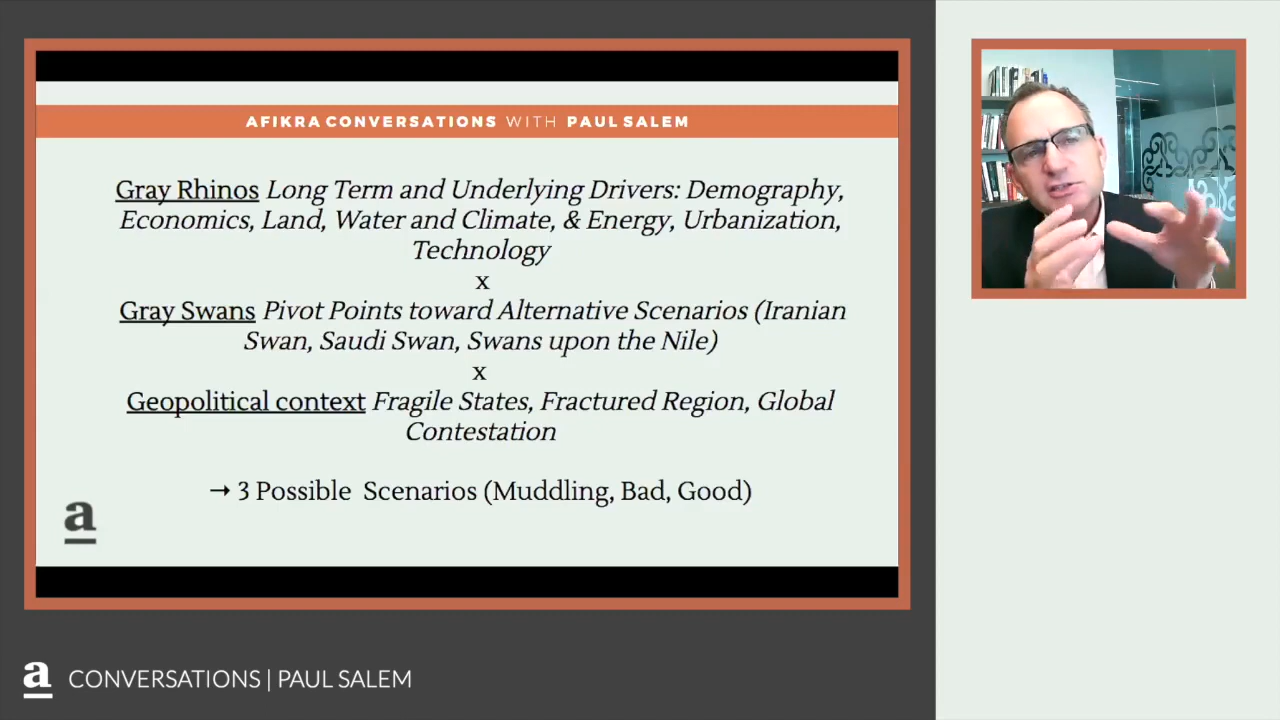 AFIKRA CONVERSATIONS WITH PAUL SALEM
Gray Rhinos Long Term and Underlying Drivers: Demography,
Economics, Land, Water and Climate, & Energy, Urbanization,
Technology
x
Gray Swans Pivot Points toward Alternative Scenarios (Iranian
Swan, Saudi Swan, Swans upon the Nile)
x
Geopolitical context Fragile States, Fractured Region, Global
Contestation
→ 3 Possible Scenarios (Muddling, Bad, Good)
a
a CONVERSATIONS | PAUL SALEM